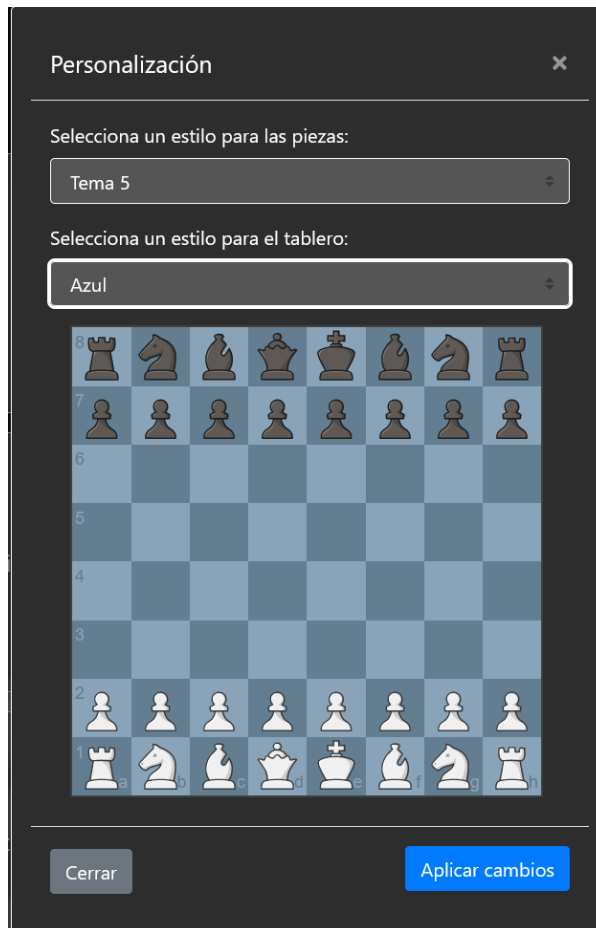 Personalización ×
Selecciona un estilo para las piezas:
Tema 5
Selecciona un estilo para el tablero:
Azul
8
7
6
5
4
3
2
1
a b c d e f g h
Cerrar Aplicar cambios